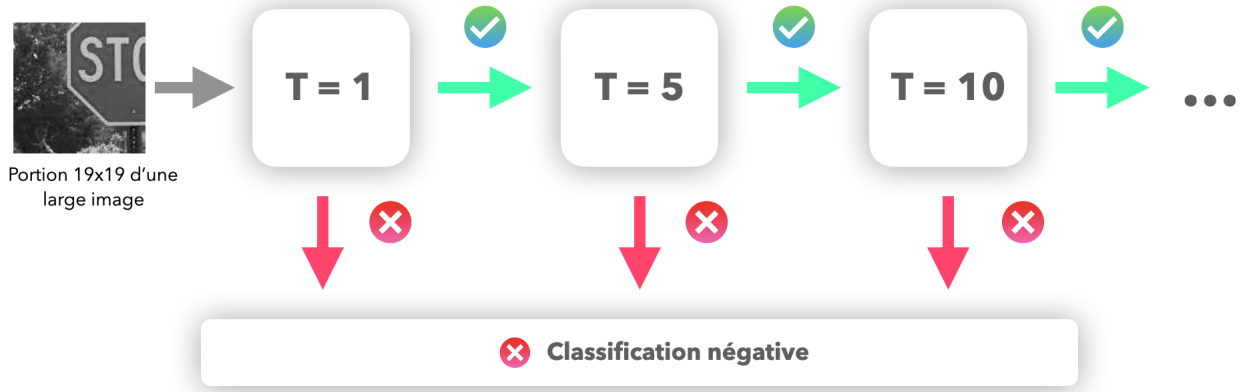 STO
T = 1
T = 5
T = 10
...
Portion 19x19 d’une
large image
Classification négative